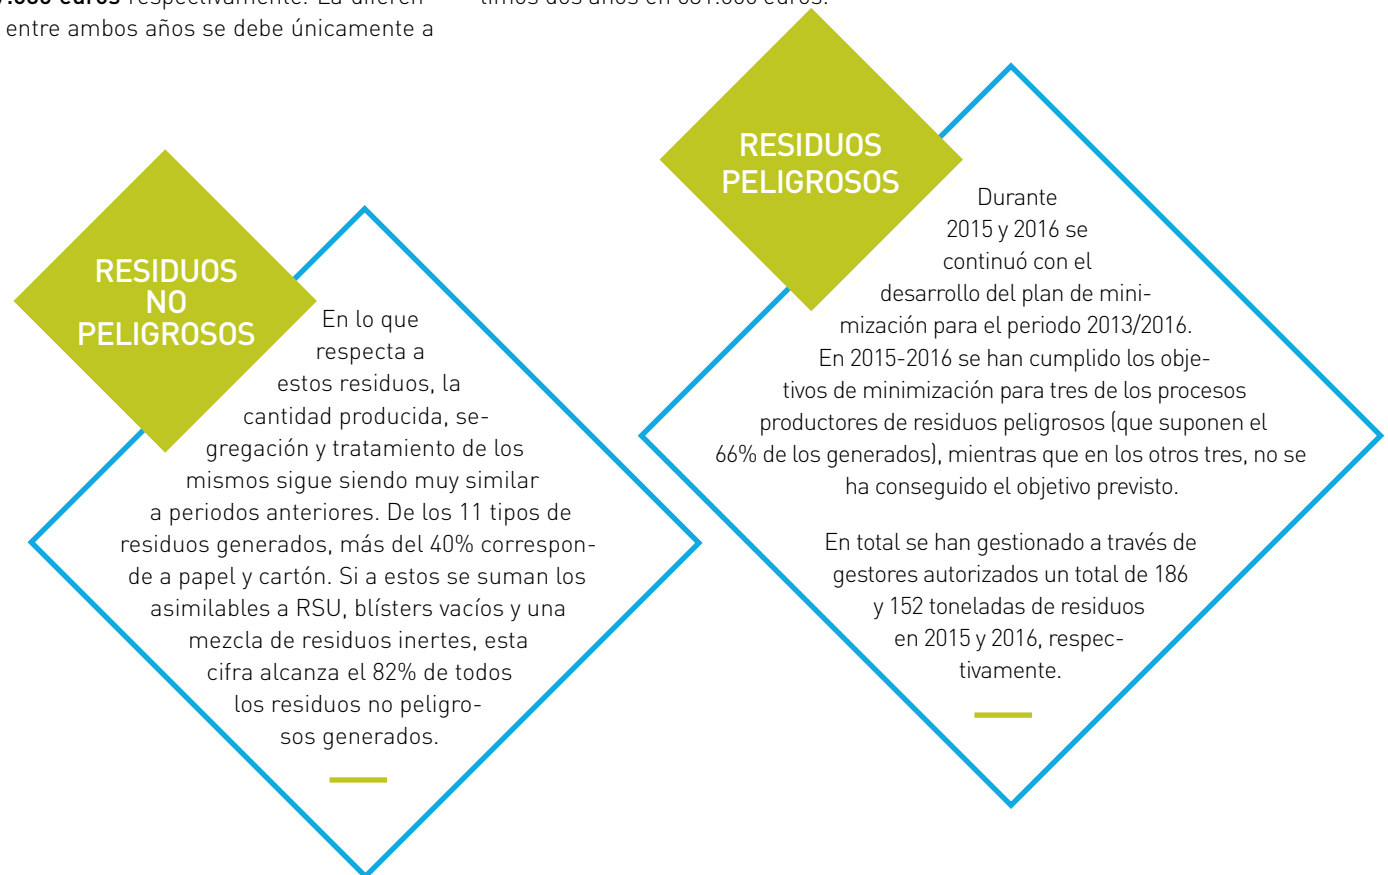 euros respectivamente. La diferen-
entre ambos años se debe únicamente a
dos años en
RESIDUOS
NO
PELIGROSOS
En lo que
respecta a
estos residuos, la
cantidad producida, se-
gregación y tratamiento de los
mismos sigue siendo muy similar
a periodos anteriores. De los 11 tipos de
residuos generados, más del 40% correspon-
de a papel y cartón. Si a estos se suman los
asimilables a RSU, blísters vacíos y una
mezcla de residuos inertes, esta
cifra alcanza el 82% de todos
los residuos no peligro-
sos generados.
RESIDUOS
PELIGROSOS
Durante
2015 y 2016 se
continuó con el
desarrollo del plan de mini-
mización para el periodo 2013/2016.
En 2015-2016 se han cumplido los obje-
tivos de minimización para tres de los procesos
productores de residuos peligrosos (que suponen el
66% de los generados), mientras que en los otros tres, no se
ha conseguido el objetivo previsto.
En total se han gestionado a través de
gestores autorizados un total de 186
y 152 toneladas de residuos
en 2015 y 2016, respec-
tivamente.